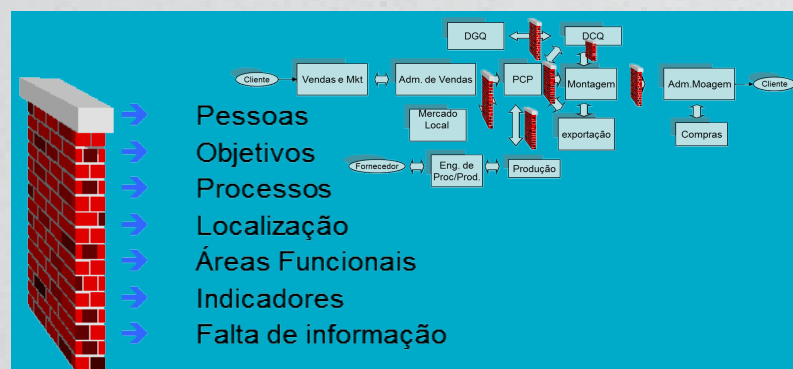 DGQ
DCQ
Cliente
Vendas e Mkt
Adm. de Vendas
PCP
Montagem
Adm.Moagem
Cliente
Mercado
Local
exportação
Compras
Fornecedor
Eng. de
Proc/Prod.
Produção
Pessoas
Objetivos
Processos
Localização
Áreas Funcionais
Indicadores
Falta de informação